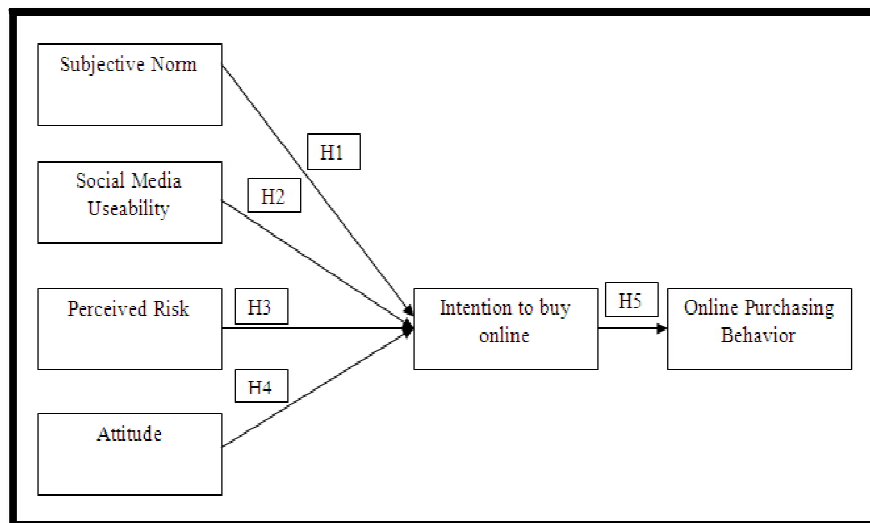 Subjective Norm
H1
Social Media
Useability
H2
Perceived Risk
H3
Intention to buy
online
H5
Online Purchasing
Behavior
H4
Attitude